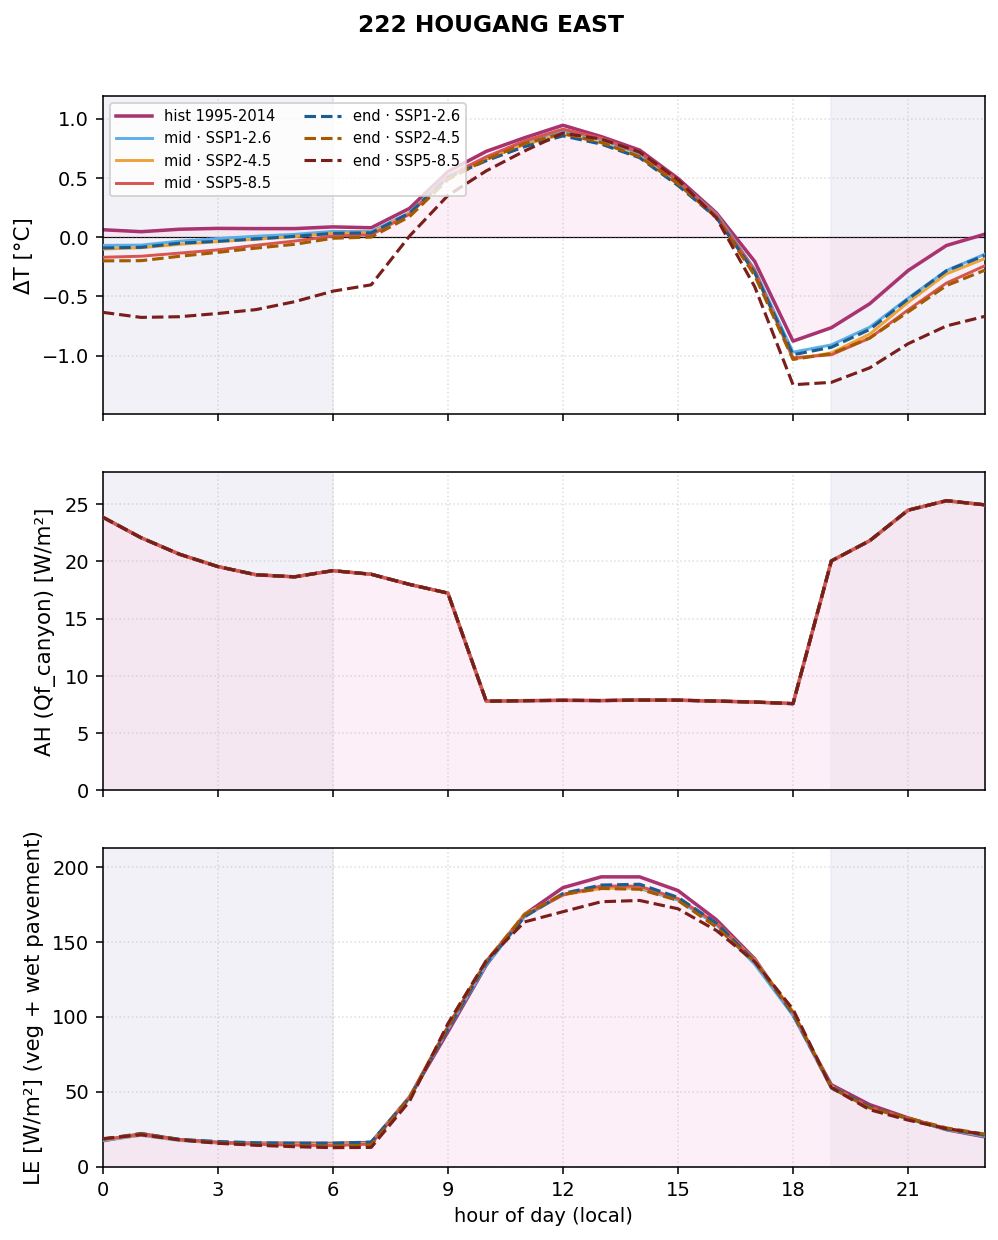 222 HOUGANG EAST
hist 1995-2014
mid · SSP1-2.6
mid · SSP2-4.5
mid · SSP5-8.5
end · SSP1-2.6
end · SSP2-4.5
end · SSP5-8.5
ΔT [°C]
1.0
0.5
0.0
−0.5
−1.0
AH (Qf_canyon) [W/m²]
25
20
15
10
5
0
LE [W/m²] (veg + wet pavement)
200
150
100
50
0
0 3 6 9 12 15 18 21
hour of day (local)